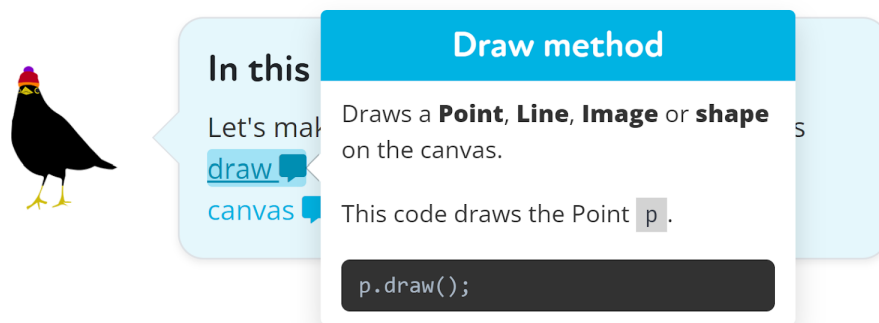 Draw method
In this
Let's mak
s
draw
canvas
Draws a Point, Line, Image or shape
on the canvas.
This code draws the Point p.
p.draw();